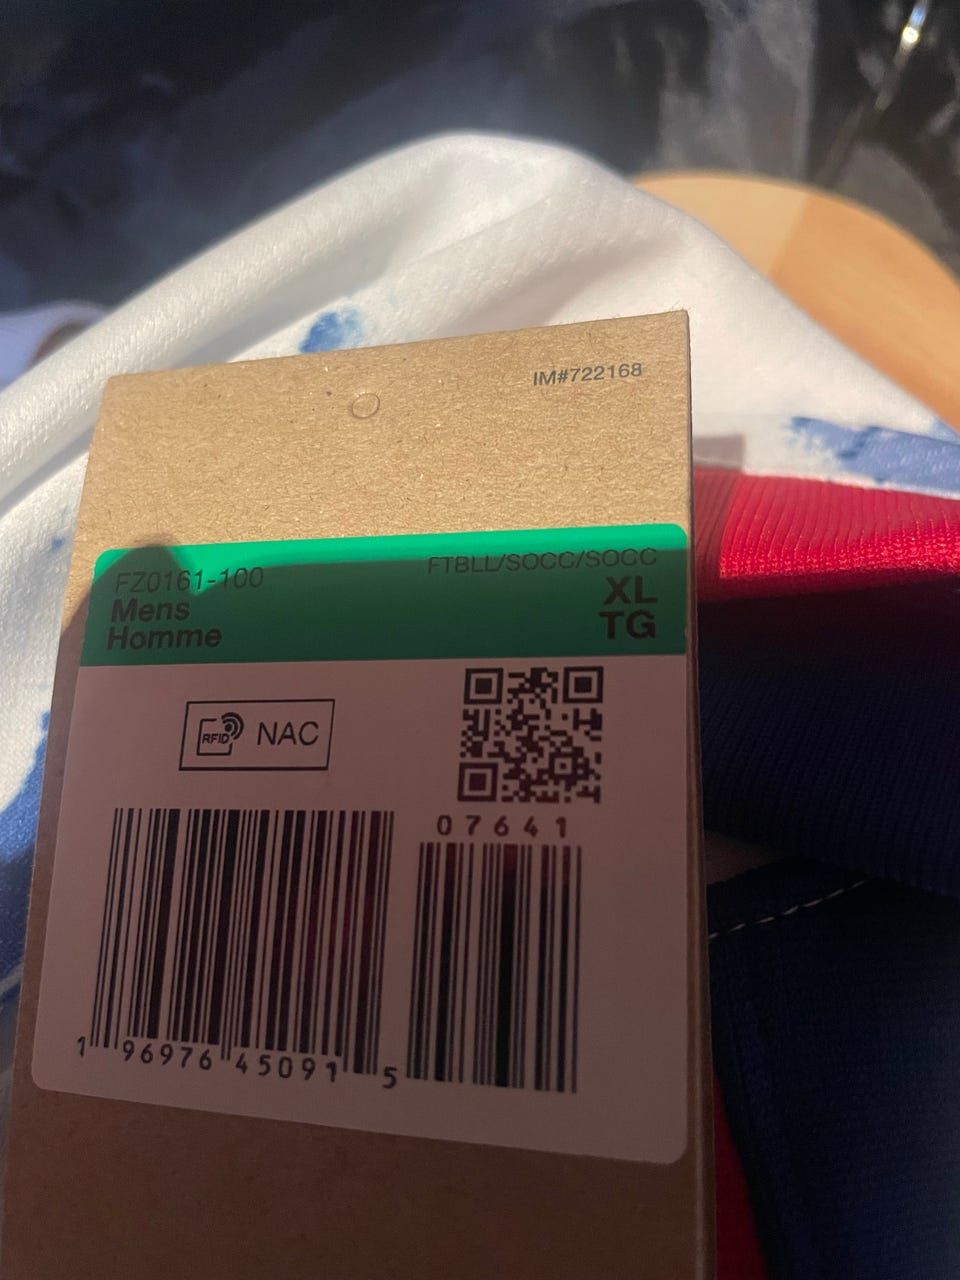 IM#722168
FZ0161-100 FTBLL/SOCC/SOCC
Mens XL
Homme TG
RFID NAC
07641
1 96976 45091 5